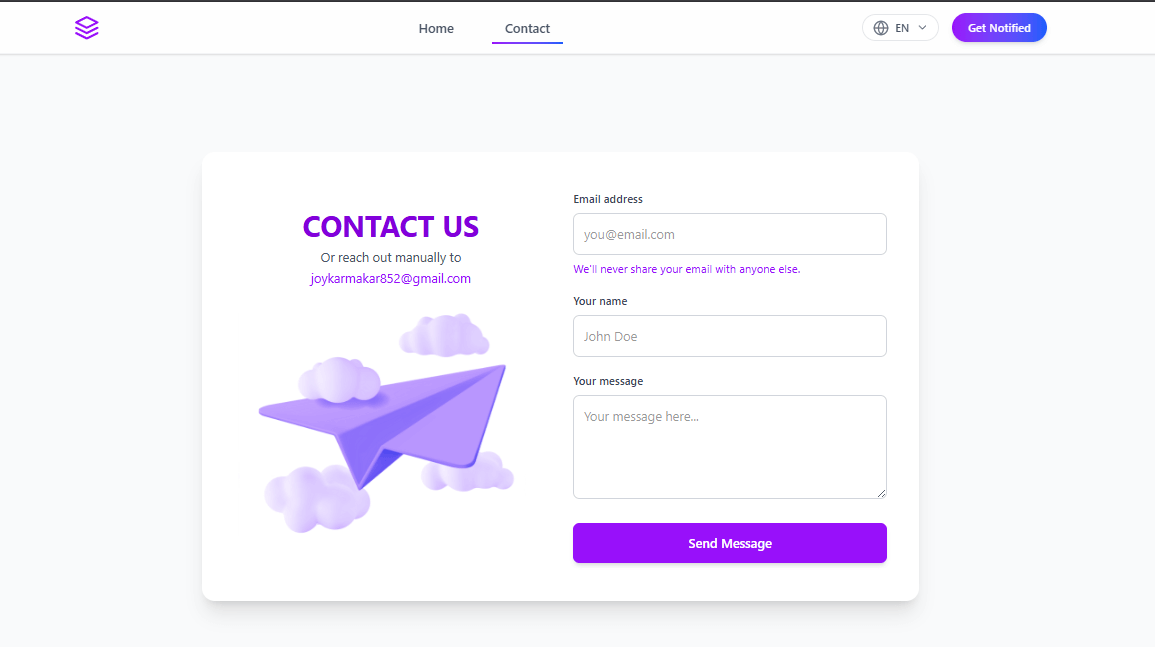 Home
Contact
EN
Get Notified
CONTACT US
Or reach out manually to
joykarmakar852@gmail.com
Email address
you@email.com
We'll never share your email with anyone else.
Your name
John Doe
Your message
Your message here...
Send Message